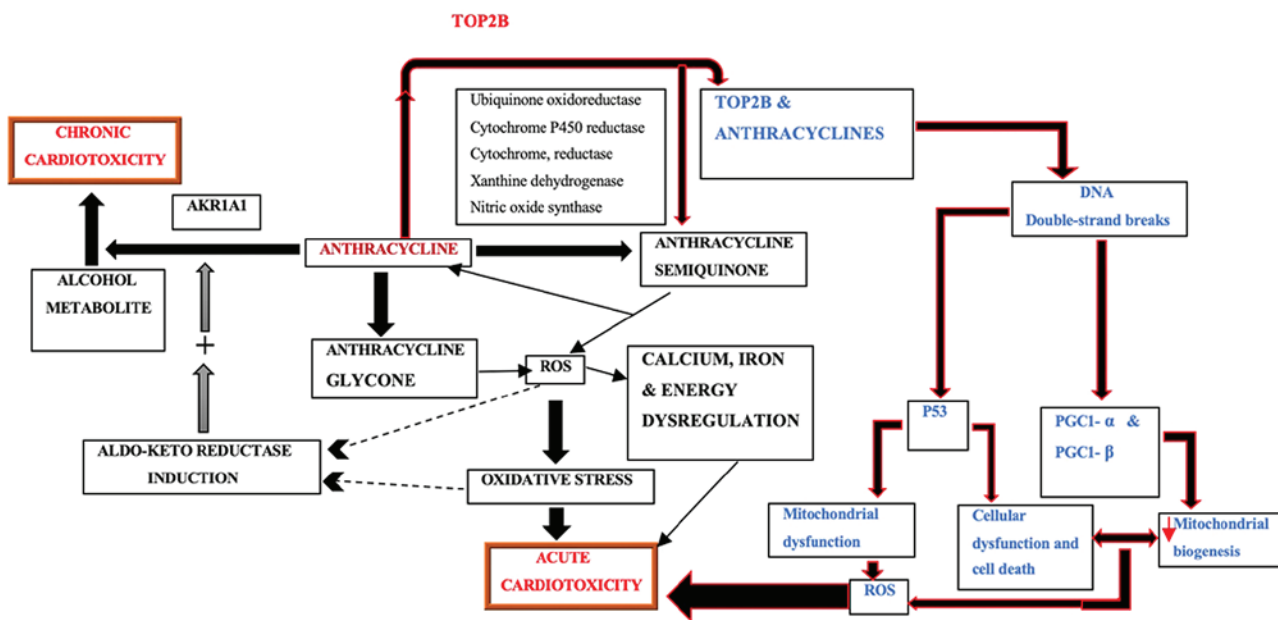 TOP2B
Ubiquinone oxidoreductase
Cytochrome P450 reductase
Cytochrome, reductase
Xanthine dehydrogenase
Nitric oxide synthase
TOP2B &
ANTHRACYCLINES
CHRONIC
CARDIOTOXICITY
AKR1A1
DNA
Double-strand breaks
ANTHRACYCLINE
ANTHRACYCLINE
SEMIQUINONE
ALCOHOL
METABOLITE
+
ANTHRACYCLINE
GLYCONE
ROS
CALCIUM, IRON
& ENERGY
DYSREGULATION
P53
PGC1- α &
PGC1- β
ALDO-KETO REDUCTASE
INDUCTION
OXIDATIVE STRESS
Mitochondrial
dysfunction
Cellular
dysfunction and
cell death
Mitochondrial
biogenesis
ACUTE
CARDIOTOXICITY
ROS